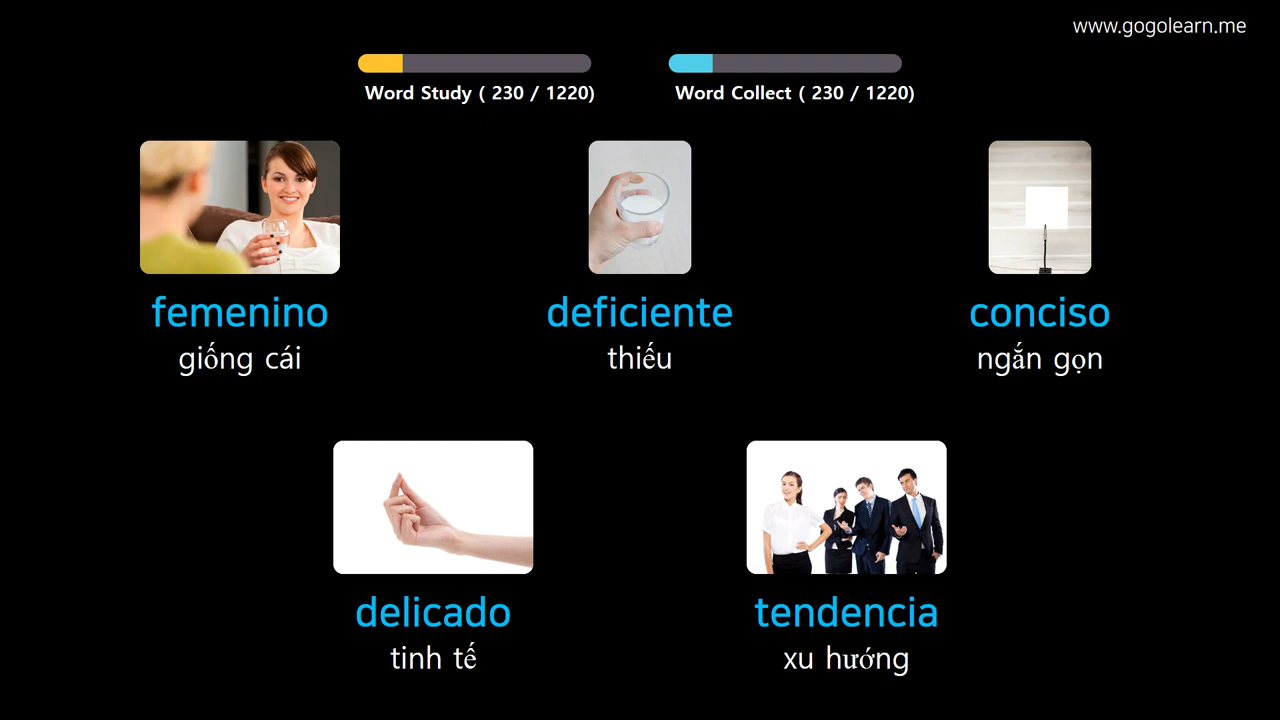 www.gogolearn.me
Word Study ( 230 / 1220)
Word Collect ( 230 / 1220)
femenino
giống cái
deficiente
thiếu
conciso
ngắn gọn
delicado
tinh tế
tendencia
xu hướng